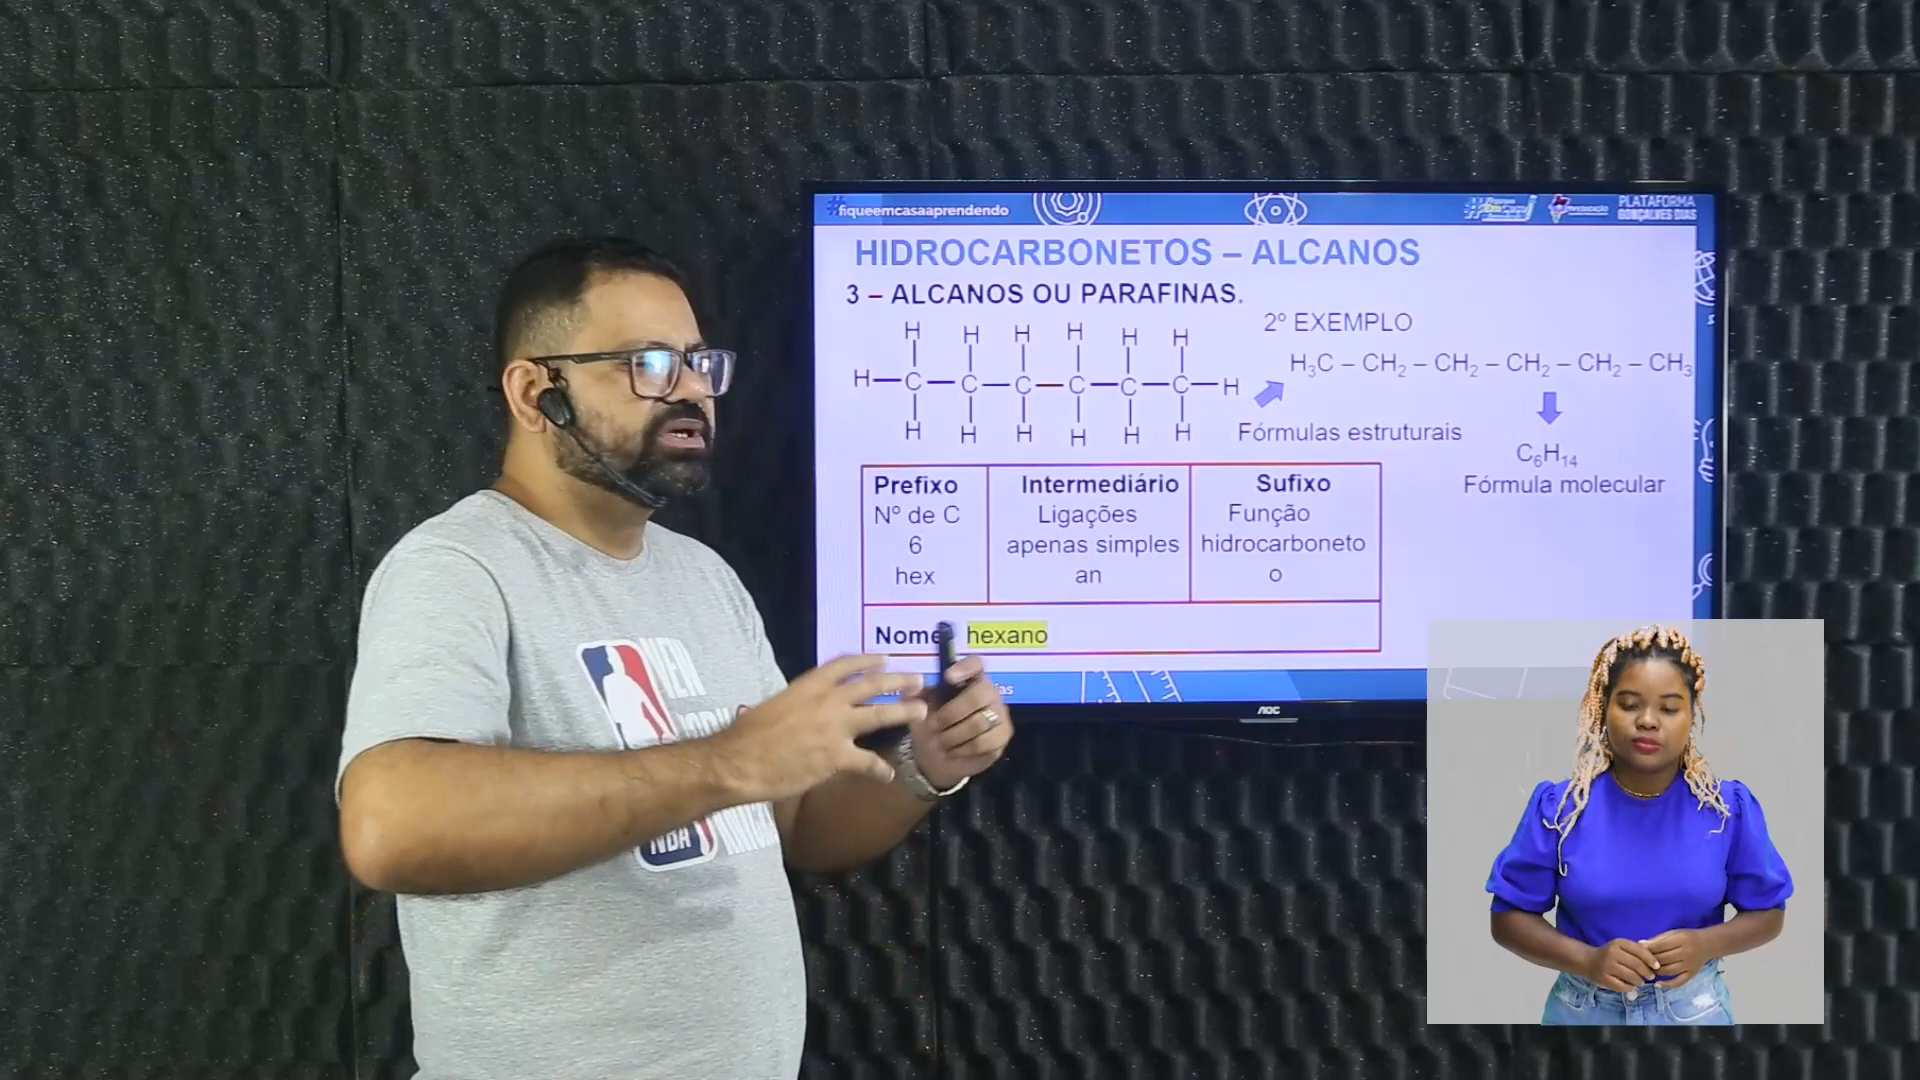 #fiqueemcasaaprendendo
PLATAFORMA
GONÇALVES DIAS
HIDROCARBONETOS – ALCANOS
3 – ALCANOS OU PARAFINAS.
2º EXEMPLO
H H H H H H
H₃C – CH₂ – CH₂ – CH₂ – CH₂ – CH₃
H—C—C—C—C—C—C—H
H H H H H H
Fórmulas estruturais
C₆H₁₄
Fórmula molecular
Prefixo
Nº de C
6
hex
Intermediário
Ligações
apenas simples
an
Sufixo
Função
hidrocarboneto
o
Nome
hexano
AOC
NEW
NBA